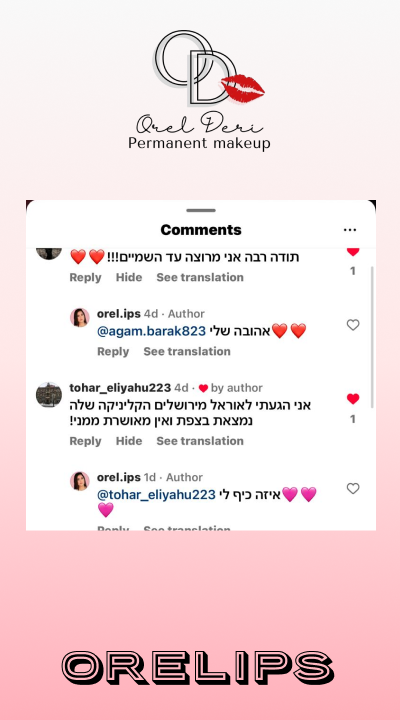 OD
Orel Deri
Permanent makeup
Comments
תודה רבה אני מרוצה עד השמיים!!!❤️❤️
Reply Hide See translation
1
orel.ips 4d · Author
@agam.barak823 אהובה שלי❤️❤️
Reply See translation
tohar_eliyahu223 4d · ❤️ by author
אני הגעתי לאוראל מירושלים הקליניקה שלה
נמצאת בצפת ואין מאושרת ממני!
1
Reply Hide See translation
orel.ips 1d · Author
@tohar_eliyahu223 איזה כיף לי🩷🩷
🩷
Reply See translation
ORELIPS